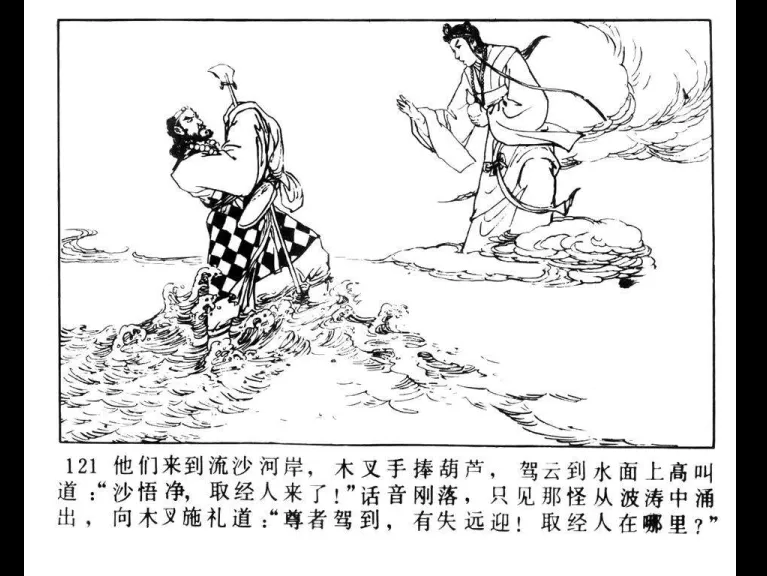 121 他们来到流沙河岸，木叉手捧葫芦，驾云到水面上高叫
道：“沙悟净，取经人来了！”话音刚落，只见那怪从波涛中涌
出，向木叉施礼道：“尊者驾到，有失远迎！取经人在哪里？”